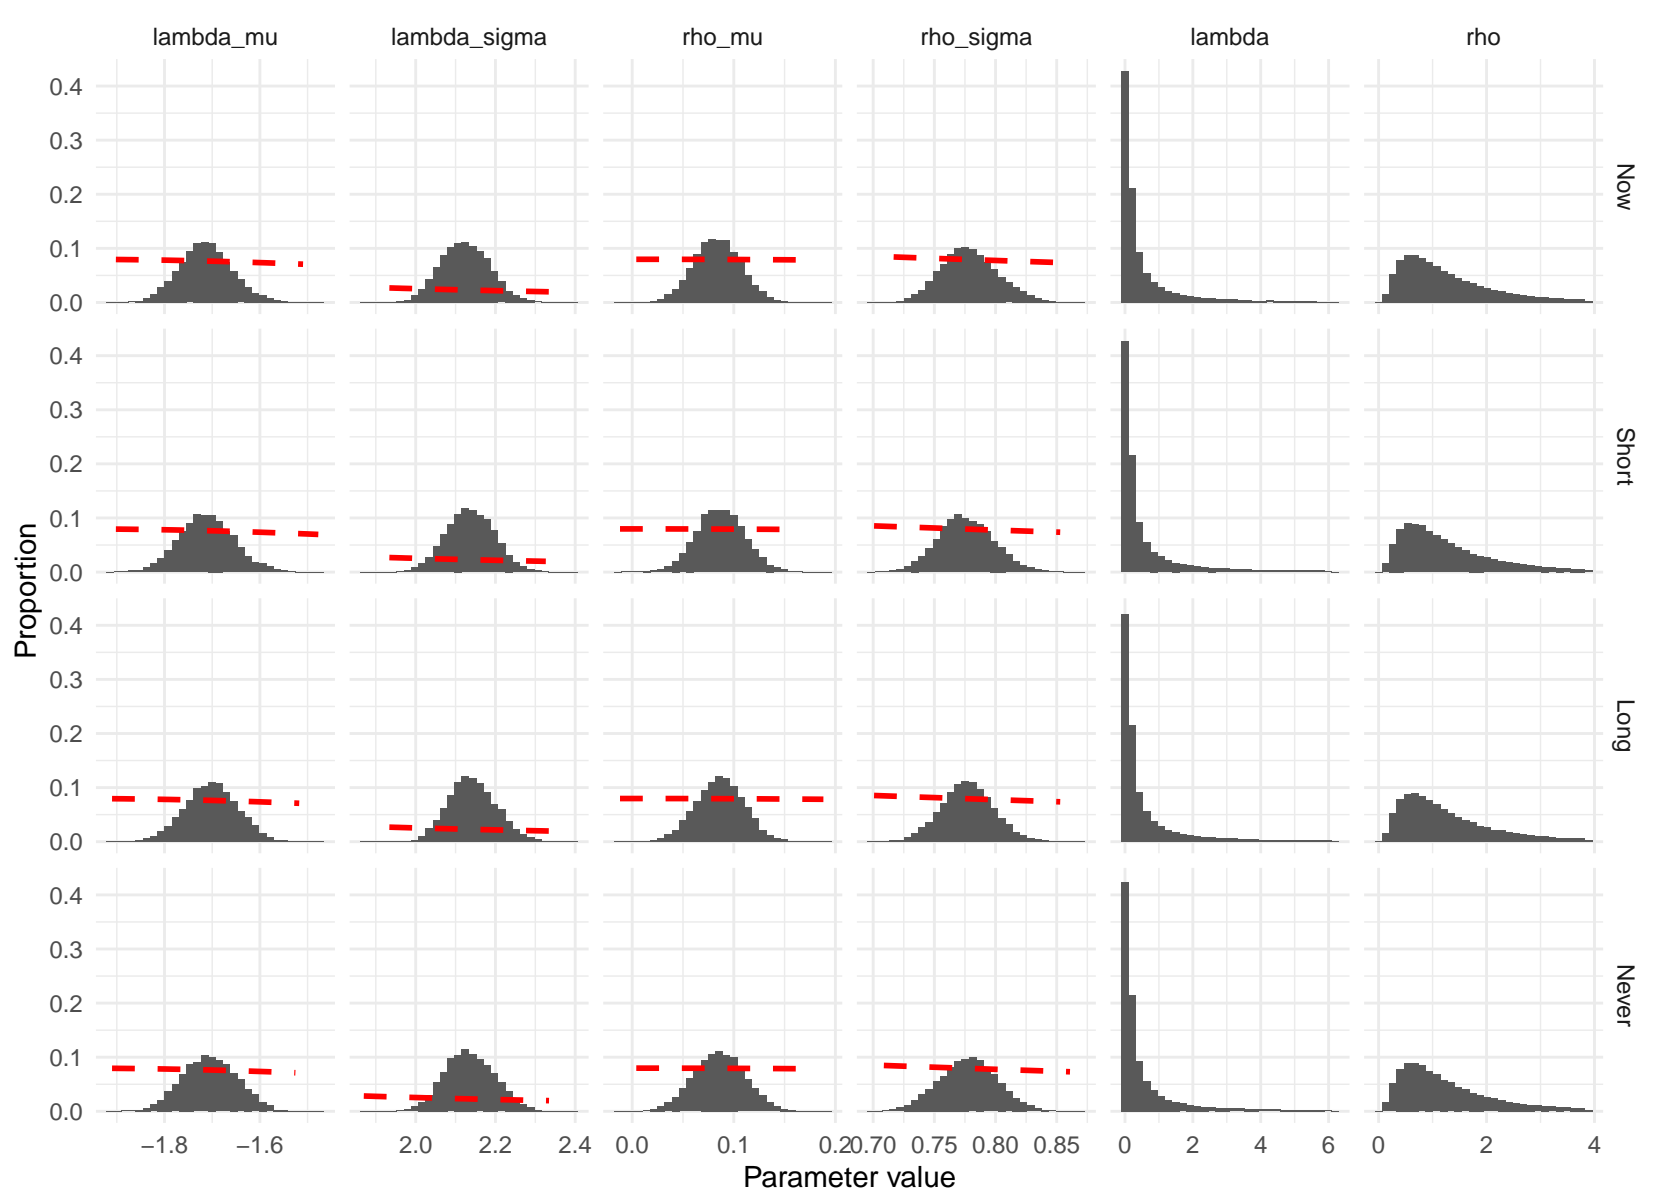 lambda_mu lambda_sigma rho_mu rho_sigma lambda rho
0.4
0.3
0.2
0.1
0.0
Now
0.4
0.3
0.2
0.1
0.0
Short
0.4
0.3
0.2
0.1
0.0
Long
0.4
0.3
0.2
0.1
0.0
Never
Proportion
−1.8 −1.6 2.0 2.2 2.4 0.0 0.1 0.2 0.70 0.75 0.80 0.85 0 2 4 6 0 2 4
Parameter value